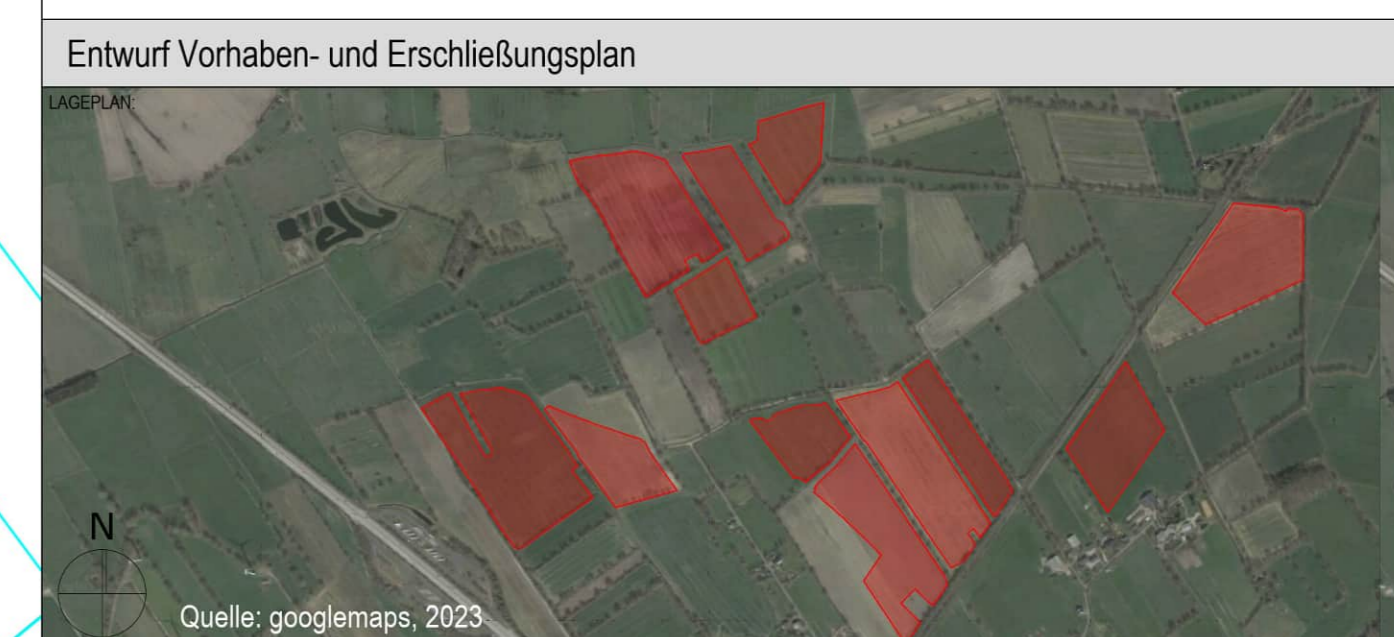 Entwurf Vorhaben- und Erschließungsplan
LAGEPLAN:
N
Quelle: googlemaps, 2023